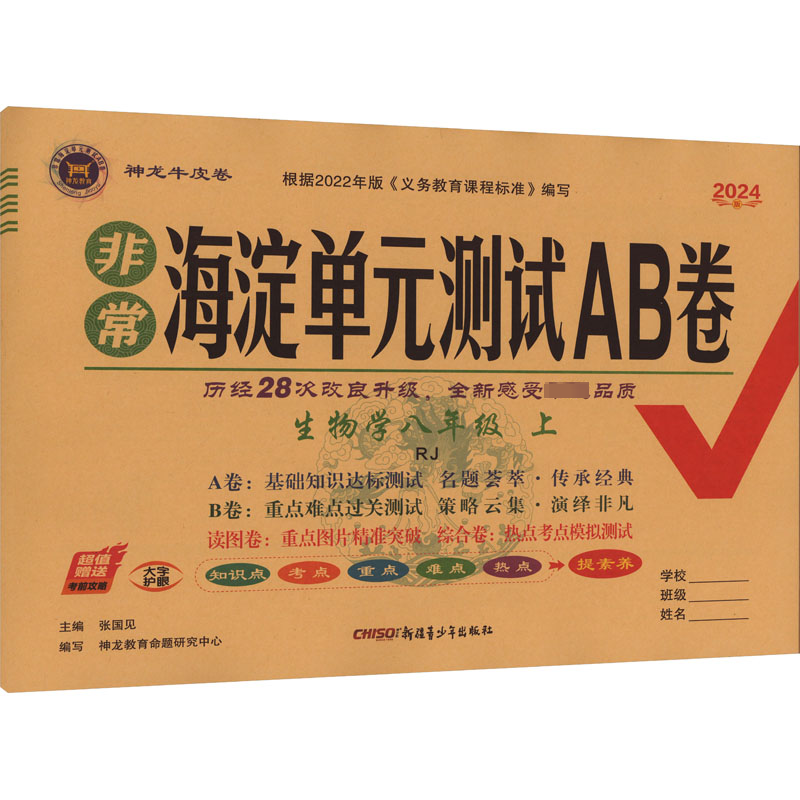 神龙牛皮卷
根据2022年版《义务教育课程标准》编写
2024
非常
海淀单元测试AB卷
历经28次改良升级，全新感受
品质
生物学八年级 上
RJ
A卷：基础知识达标测试 名题荟萃·传承经典
B卷：重点难点过关测试 策略云集·演绎非凡
读图卷：重点图片精准突破 综合卷：热点考点模拟测试
超值
赠送
考前攻略
大字
护眼
知识点 考点 重点 难点 热点 提素养
学校
班级
姓名
主编 张国见
编写 神龙教育命题研究中心
CHISO 新疆青少年出版社